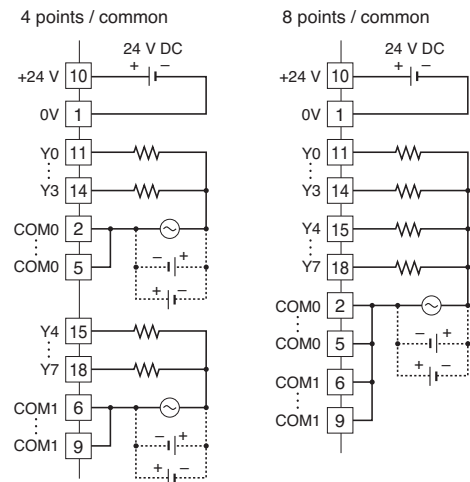 4 points / common
24 V DC
+ −
+24 V 10
0V 1
Y0 11
Y3 14
COM0 2
COM0 5
− +
+ −
Y4 15
Y7 18
COM1 6
COM1 9
− +
+ −
8 points / common
24 V DC
+ −
+24 V 10
0V 1
Y0 11
Y3 14
Y4 15
Y7 18
COM0 2
COM0 5
COM1 6
COM1 9
− +
+ −